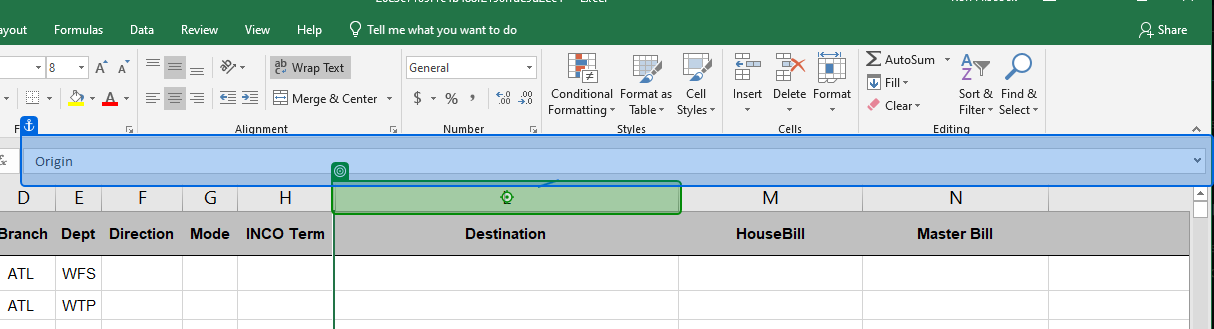 ayout Formulas Data Review View Help Tell me what you want to do Share
8 A A ab Wrap Text General AutoSum
Conditional Format as Cell Insert Delete Format Fill Sort & Find &
Merge & Center $ % , Formatting Table Styles Clear Filter Select
Alignment Number Styles Cells Editing
Origin
D E F G H M N
Branch Dept Direction Mode INCO Term Destination HouseBill Master Bill
ATL WFS
ATL WTP